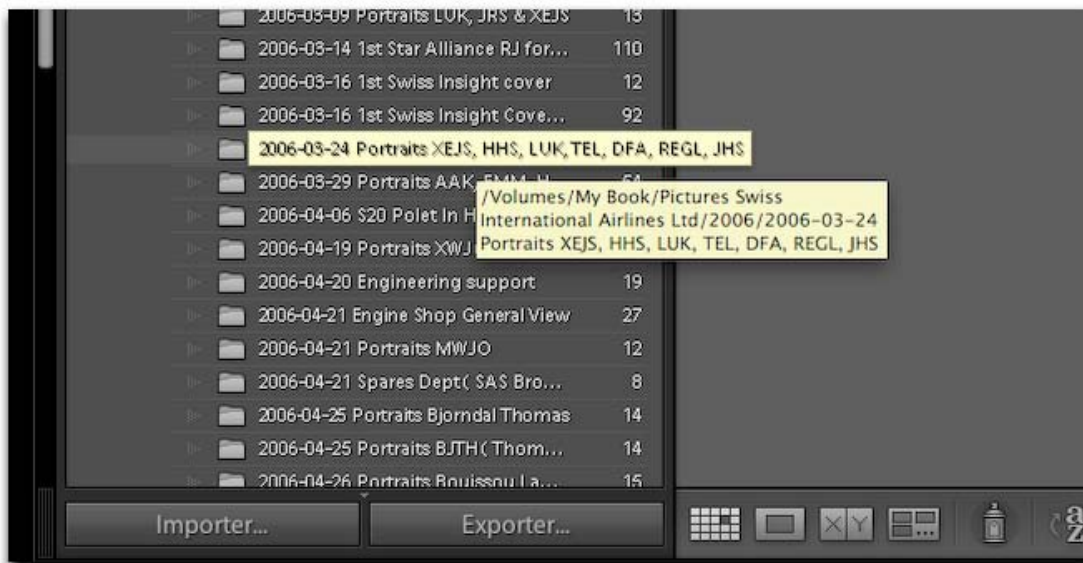 2006-03-09 Portraits LUK, JRS & XEJS 13
2006-03-14 1st Star Alliance RJ for... 110
2006-03-16 1st Swiss Insight cover 12
2006-03-16 1st Swiss Insight Cove... 92
2006-03-24 Portraits XEJS, HHS, LUK, TEL, DFA, REGL, JHS
2006-03-29 Portraits AAK, FMM, H 64
/Volumes/My Book/Pictures Swiss
International Airlines Ltd/2006/2006-03-24
Portraits XEJS, HHS, LUK, TEL, DFA, REGL, JHS
2006-04-06 S20 Polet In H
2006-04-19 Portraits XWJ
2006-04-20 Engineering support 19
2006-04-21 Engine Shop General View 27
2006-04-21 Portraits MWJO 12
2006-04-21 Spares Dept( SAS Bro... 8
2006-04-25 Portraits Bjorndal Thomas 14
2006-04-25 Portraits BJTH( Thom... 14
2006-04-26 Portraits Bouissou La... 15
Importer... Exporter...
X Y
a
z